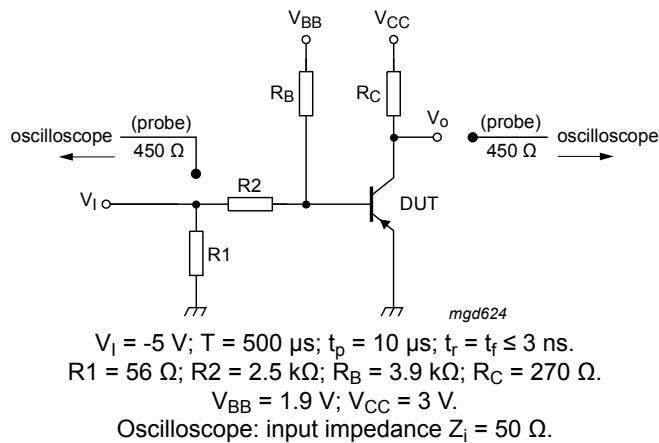 V_BB V_CC
R_B R_C
(probe) V_o (probe)
oscilloscope 450 Ω 450 Ω oscilloscope
R2
V_I DUT
R1
mgd624
V_I = -5 V; T = 500 µs; t_p = 10 µs; t_r = t_f ≤ 3 ns.
R1 = 56 Ω; R2 = 2.5 kΩ; R_B = 3.9 kΩ; R_C = 270 Ω.
V_BB = 1.9 V; V_CC = 3 V.
Oscilloscope: input impedance Z_i = 50 Ω.